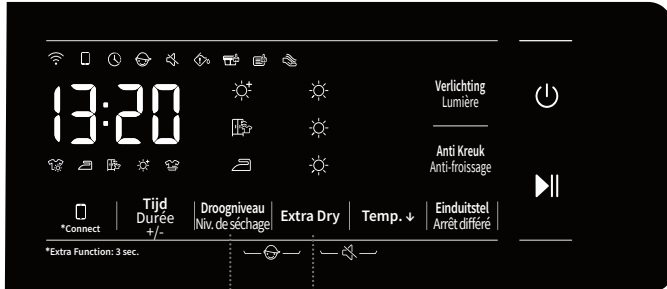 13:20
Verlichting
Lumière
Anti Kreuk
Anti-froissage
*Connect
Tijd
Durée
+/-
Droogniveau
Niv. de séchage
Extra Dry
Temp. ↓
Einduitstel
Arrêt différé
*Extra Function: 3 sec.